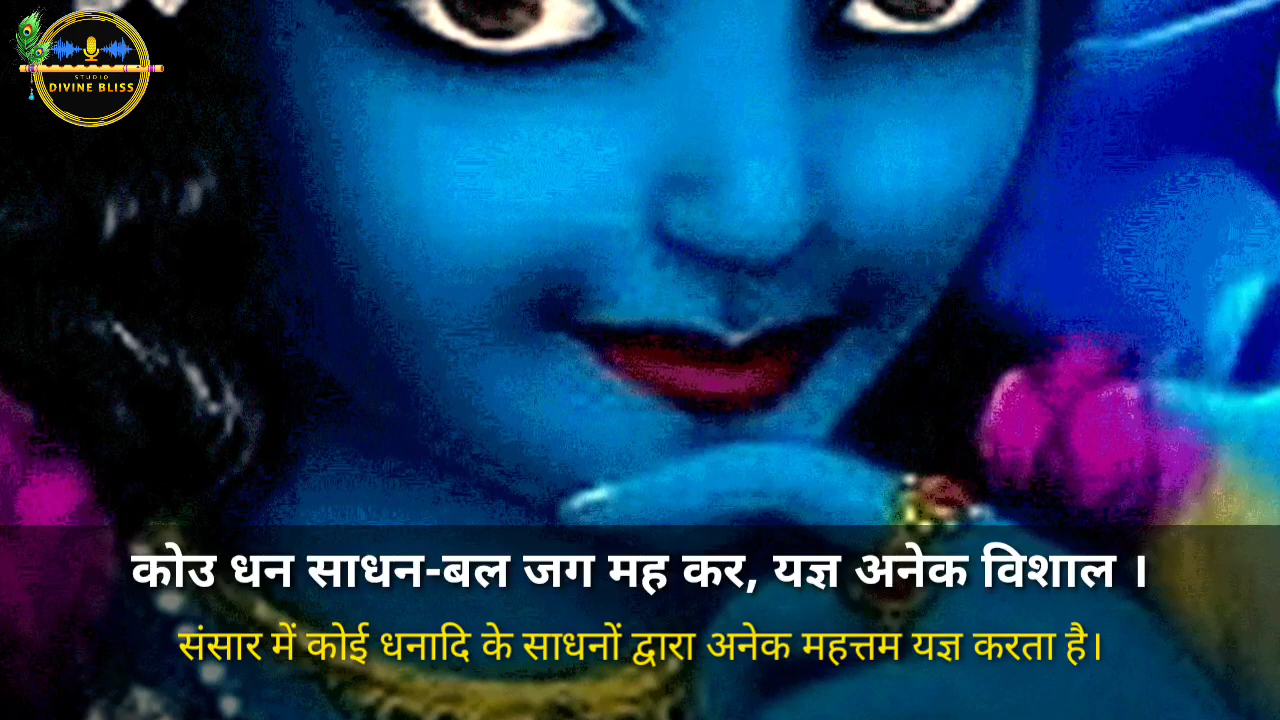 STUDIO
DIVINE BLISS
कोउ धन साधन-बल जग मह कर, यज्ञ अनेक विशाल ।
संसार में कोई धनादि के साधनों द्वारा अनेक महत्तम यज्ञ करता है।